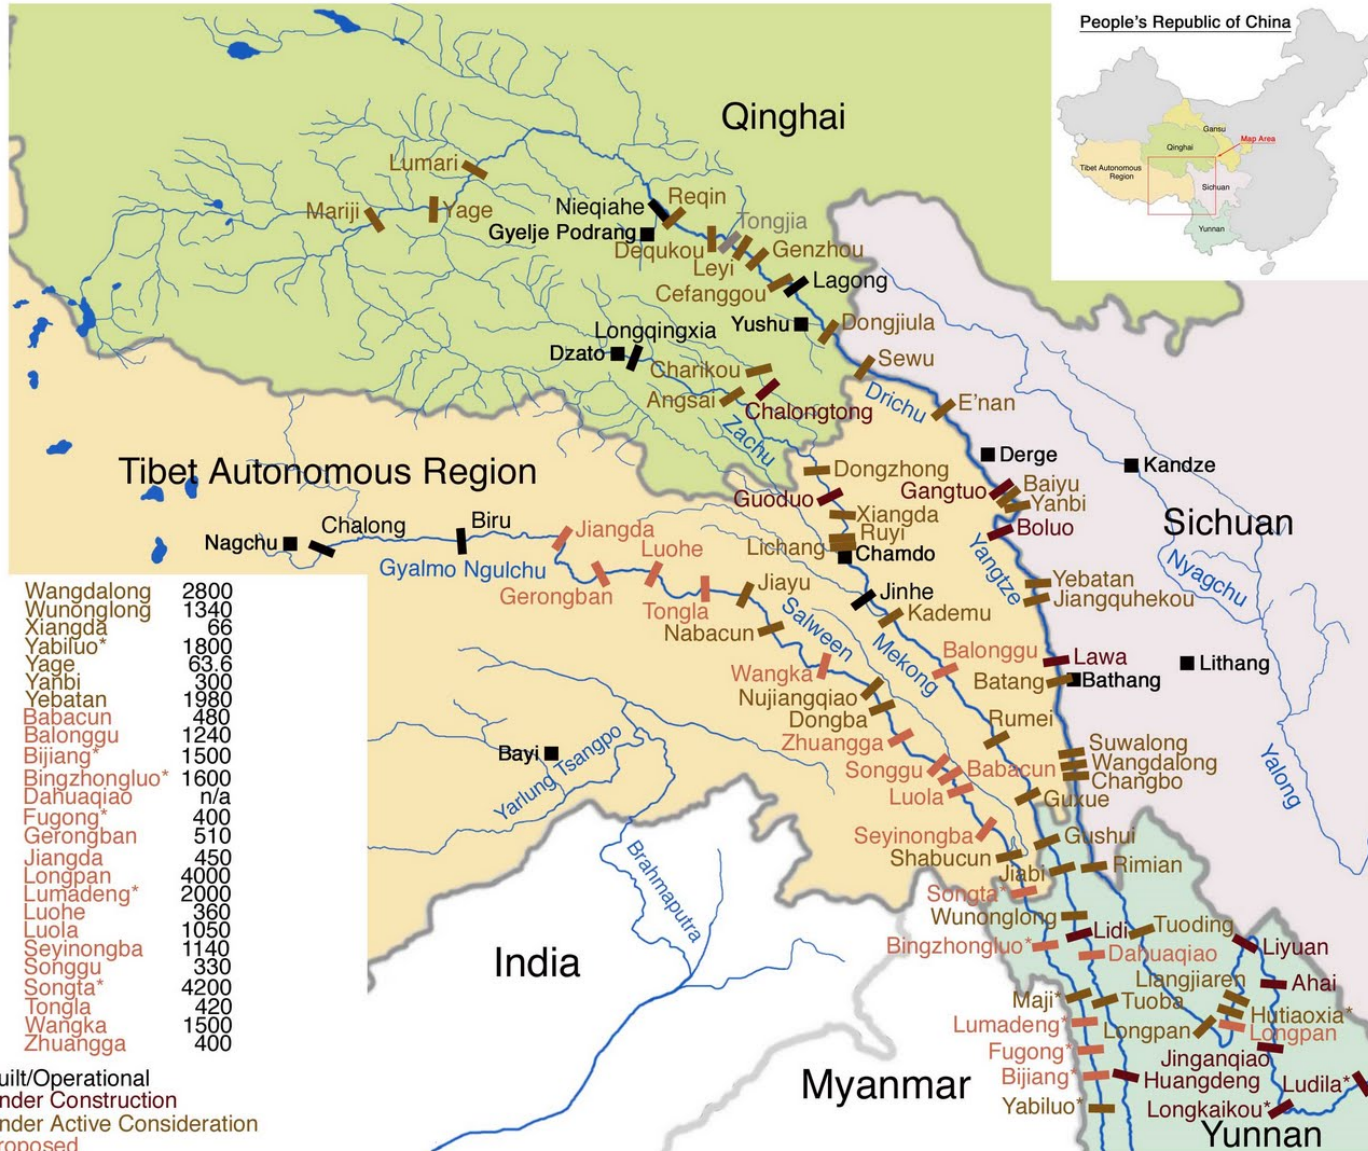 People's Republic of China
Gansu
Qinghai
Map Area
Tibet Autonomous
Region
Sichuan
Yunnan
Qinghai
Lumari
Mariji
Yage
Nieqiahe
Reqin
Gyelje Podrang
Tongjia
Dequkou
Genzhou
Leyi
Cefanggou
Lagong
Yushu
Dongjiula
Longqingxia
Dzato
Charikou
Sewu
Angsai
Chalongtong
Drichu
E'nan
Zachu
Derge
Kandze
Tibet Autonomous Region
Dongzhong
Guoduo
Gangtuo
Baiyu
Yanbi
Xiangda
Boluo
Sichuan
Chalong
Biru
Jiangda
Ruyi
Nagchu
Luohe
Lichang
Chamdo
Yangtze
Nyagchu
Gyalmo Ngulchu
Gerongban
Jiayu
Jinhe
Yebatan
Jiangquhekou
Tongla
Salween
Kademu
Nabacun
Mekong
Balonggu
Lawa
Lithang
Wangka
Batang
Bathang
Nujiangqiao
Dongba
Rumei
Zhuangga
Suwalong
Bayi
Yarlung Tsangpo
Songgu
Babacun
Wangdalong
Changbo
Yalong
Luola
Guxue
Seyinongba
Gushui
Shabucun
Jiabi
Rimian
Brahmaputra
Songta*
Wunonglong
Lidi
Tuoding
Bingzhongluo*
Dahuaqiao
Liyuan
India
Liangjiaren
Ahai
Maji*
Tuoba
Hutiaoxia*
Lumadeng*
Longpan
Longpan
Fugong*
Jinganqiao
Myanmar
Bijiang*
Huangdeng
Ludila*
Yabiluo*
Longkaikou*
Yunnan
Wangdalong 2800
Wunonglong 1340
Xiangda 66
Yabiluo* 1800
Yage 63.6
Yanbi 300
Yebatan 1980
Babacun 480
Balonggu 1240
Bijiang* 1500
Bingzhongluo* 1600
Dahuaqiao n/a
Fugong* 400
Gerongban 510
Jiangda 450
Longpan 4000
Lumadeng* 2000
Luohe 360
Luola 1050
Seyinongba 1140
Songgu 330
Songta* 4200
Tongla 420
Wangka 1500
Zhuangga 400
uilt/Operational
nder Construction
nder Active Consideration
roposed